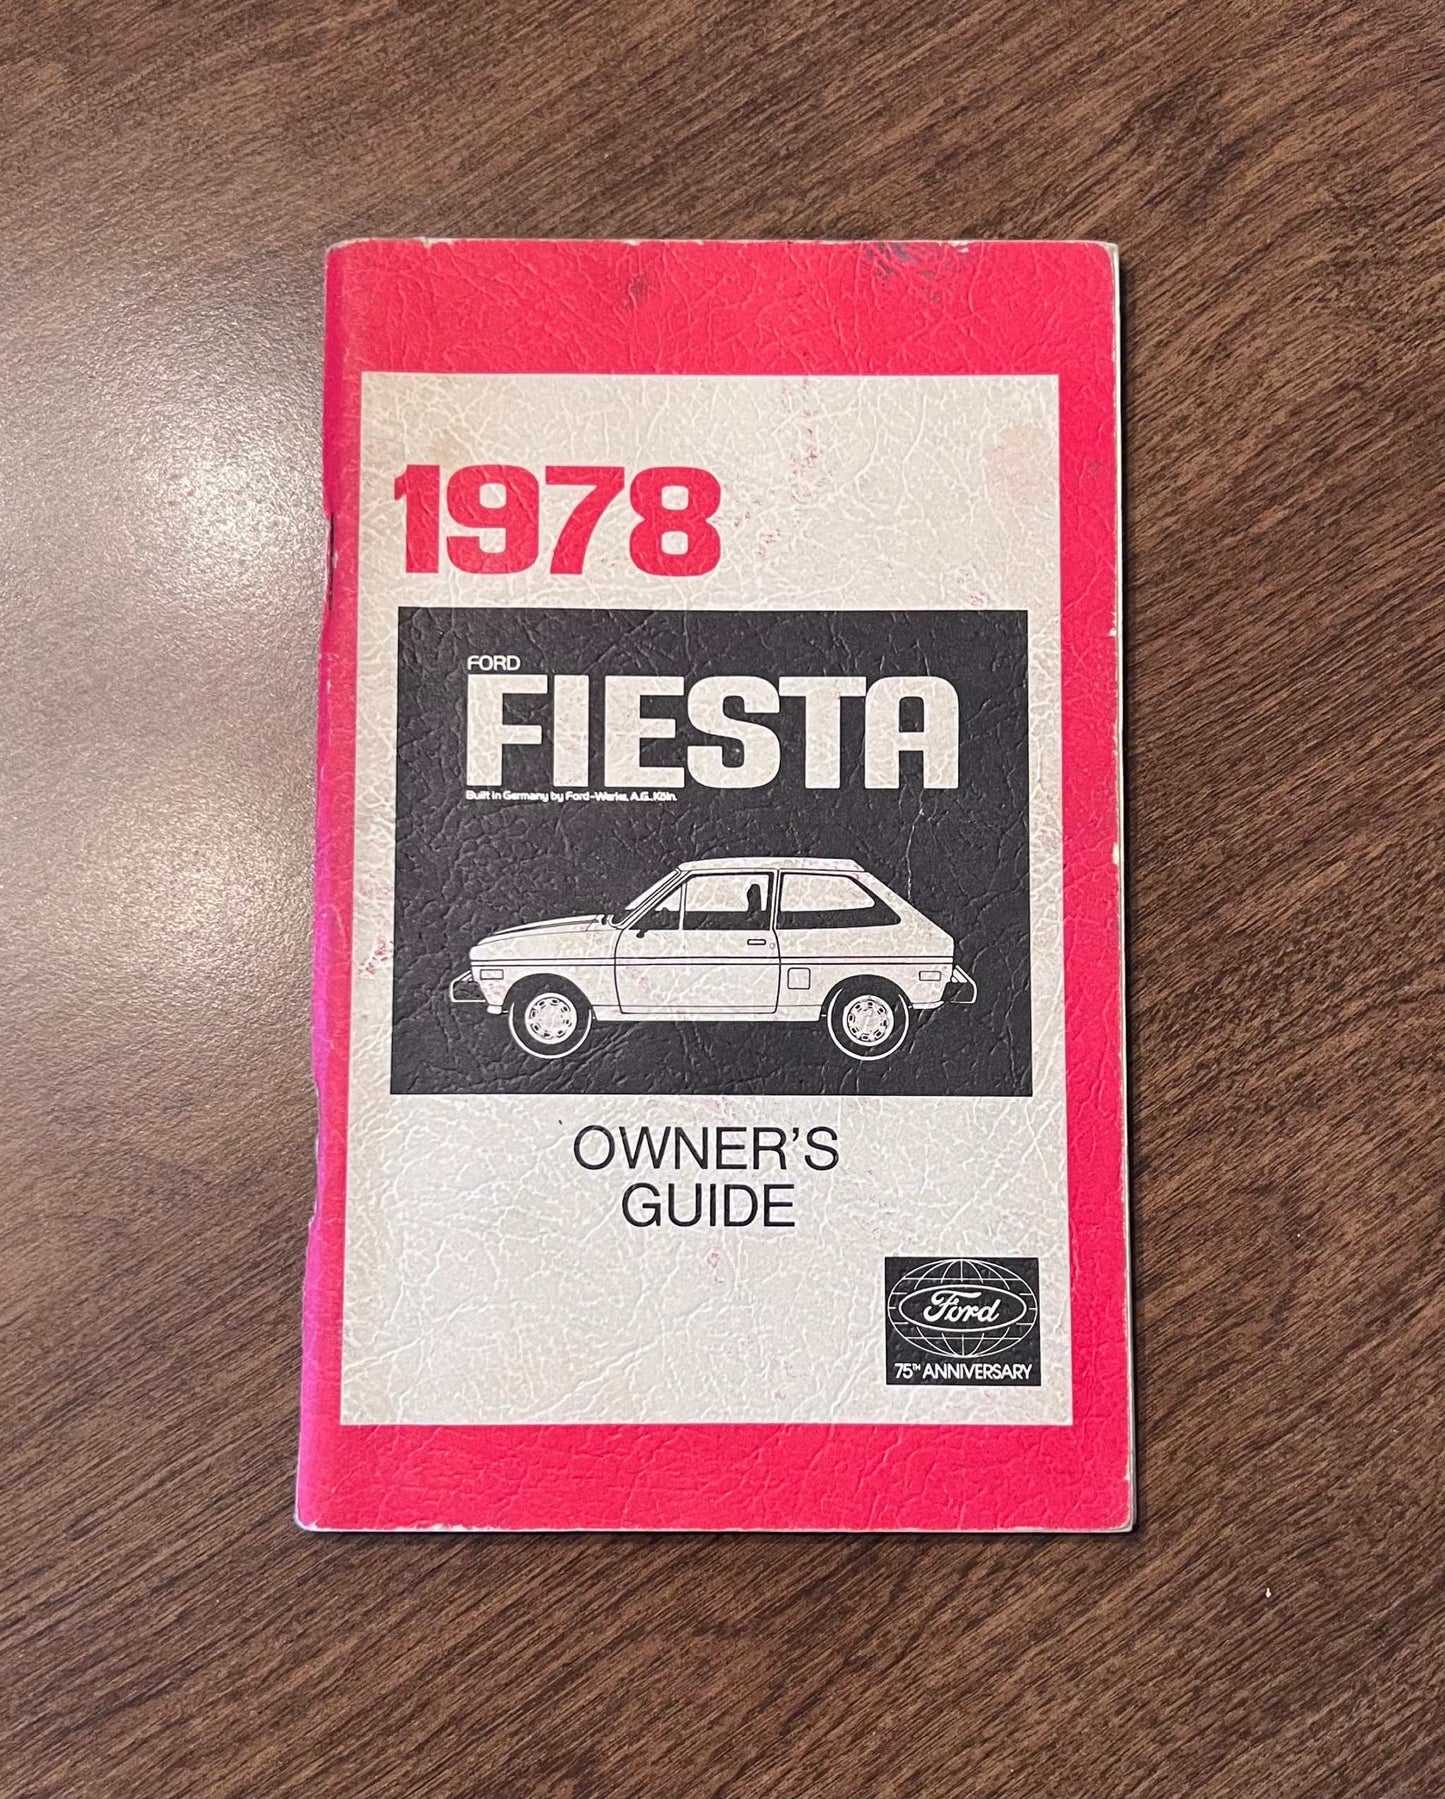 1978
FORD
FIESTA
Built in Germany by Ford-Werke, A.G., Köln.
OWNER'S
GUIDE
Ford
75TH ANNIVERSARY